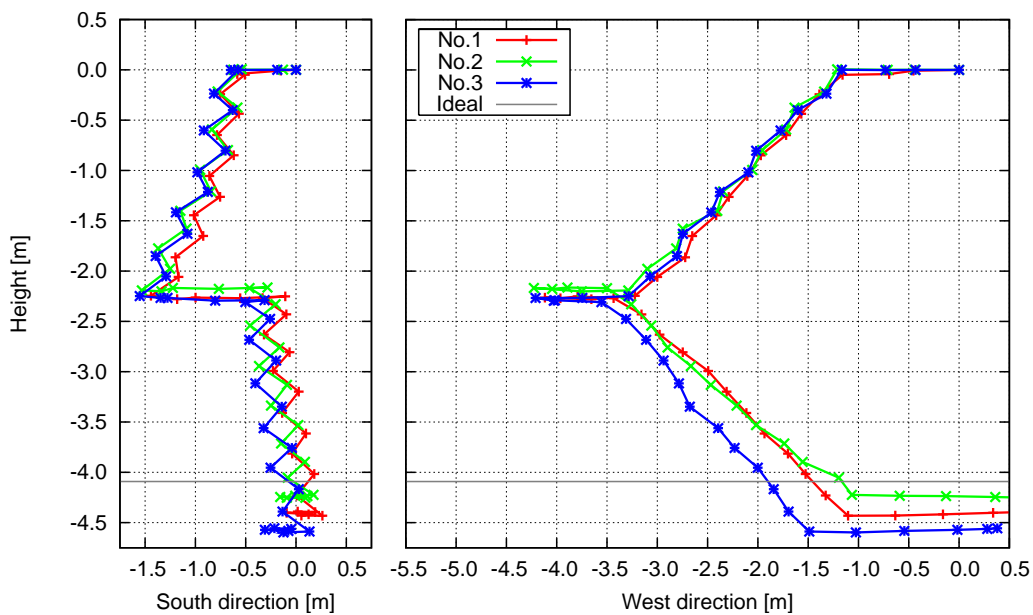 0.5
0.0
-0.5
-1.0
-1.5
-2.0
-2.5
-3.0
-3.5
-4.0
-4.5
Height [m]
No.1
No.2
No.3
Ideal
-1.5 -1.0 -0.5 0.0 0.5
South direction [m]
-5.5 -5.0 -4.5 -4.0 -3.5 -3.0 -2.5 -2.0 -1.5 -1.0 -0.5 0.0 0.5
West direction [m]